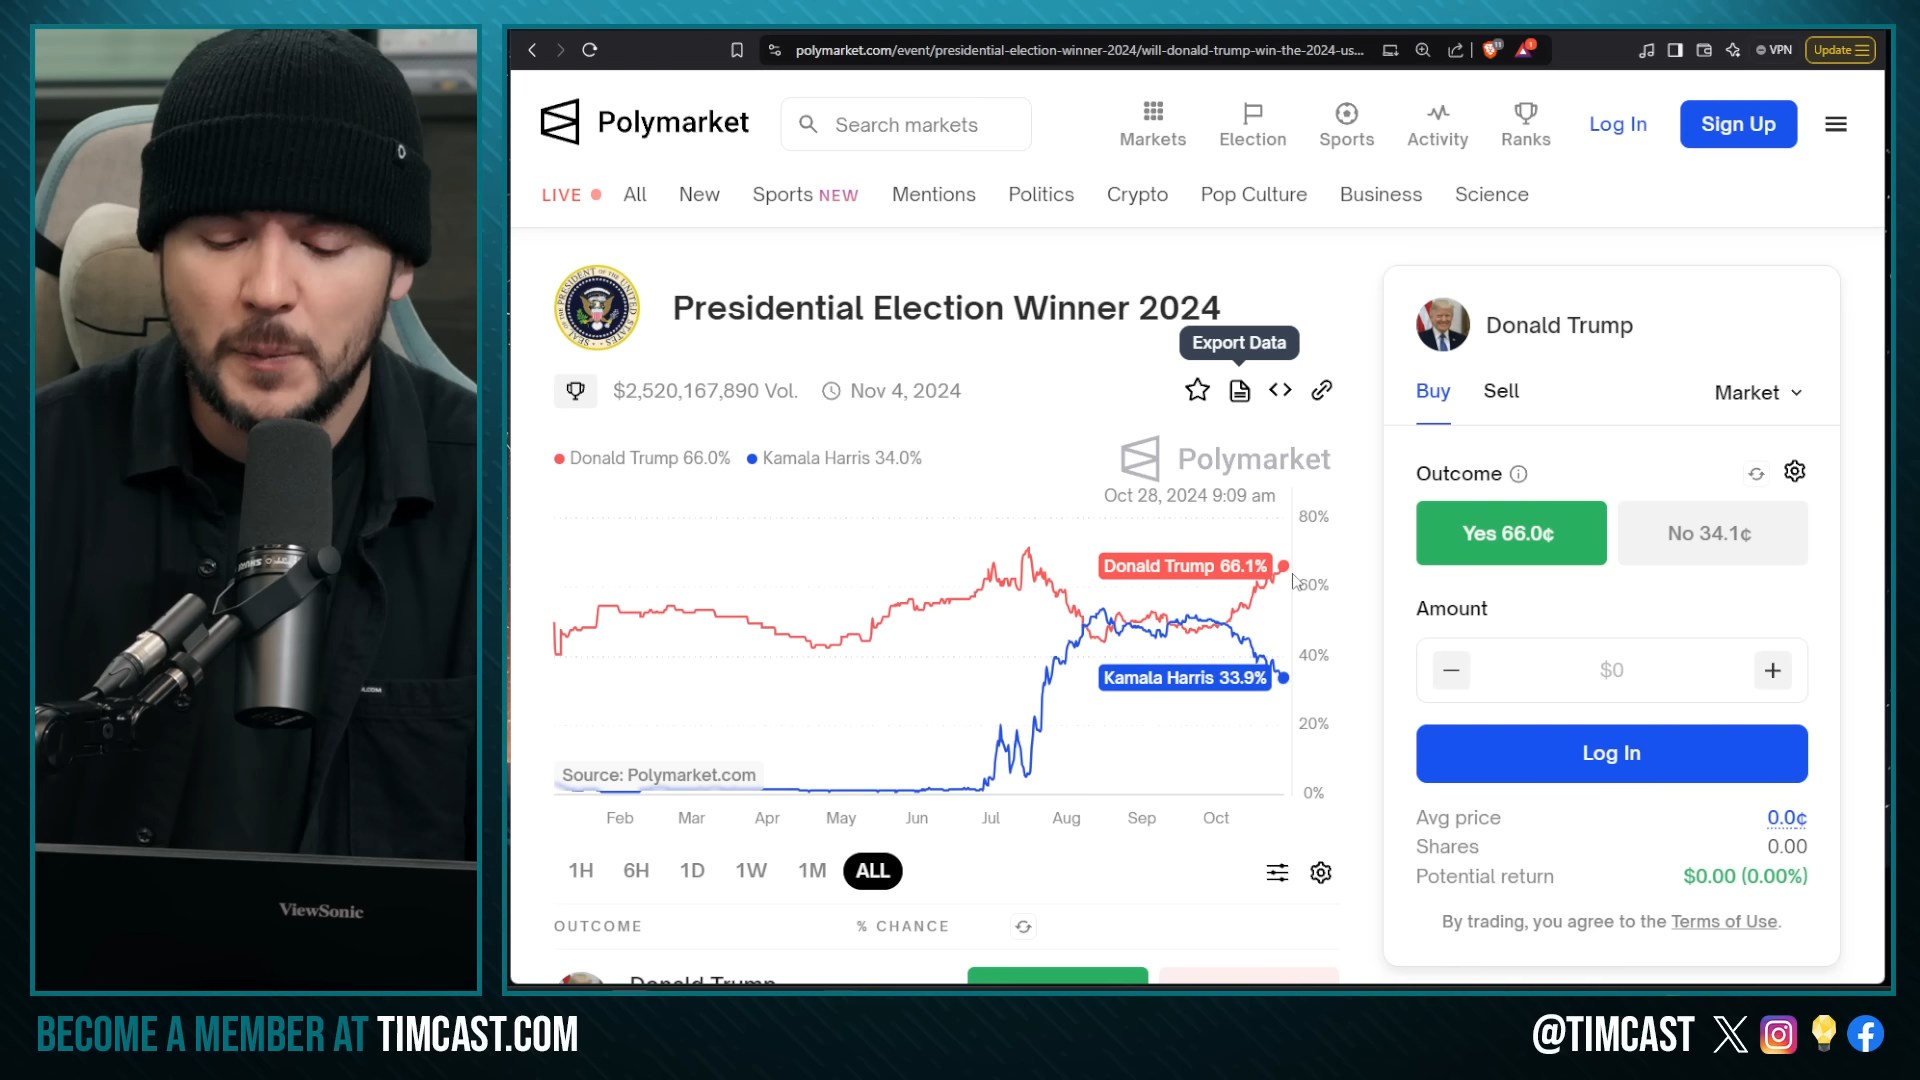 polymarket.com/event/presidential-election-winner-2024/will-donald-trump-win-the-2024-us...
VPN
Update
Polymarket
Search markets
Markets
Election
Sports
Activity
Ranks
Log In
Sign Up
LIVE
All
New
Sports NEW
Mentions
Politics
Crypto
Pop Culture
Business
Science
PRESIDENT OF THE UNITED STATES
Presidential Election Winner 2024
Export Data
$2,520,167,890 Vol.
Nov 4, 2024
Donald Trump 66.0%
Kamala Harris 34.0%
Polymarket
Oct 28, 2024 9:09 am
80%
60%
40%
20%
0%
Donald Trump 66.1%
Kamala Harris 33.9%
Source: Polymarket.com
Feb
Mar
Apr
May
Jun
Jul
Aug
Sep
Oct
1H
6H
1D
1W
1M
ALL
OUTCOME
% CHANCE
Donald Trump
Donald Trump
Buy
Sell
Market
Outcome
Yes 66.0¢
No 34.1¢
Amount
$0
Log In
Avg price
0.0¢
Shares
0.00
Potential return
$0.00 (0.00%)
By trading, you agree to the Terms of Use.
ViewSonic
BECOME A MEMBER AT TIMCAST.COM
@TIMCAST